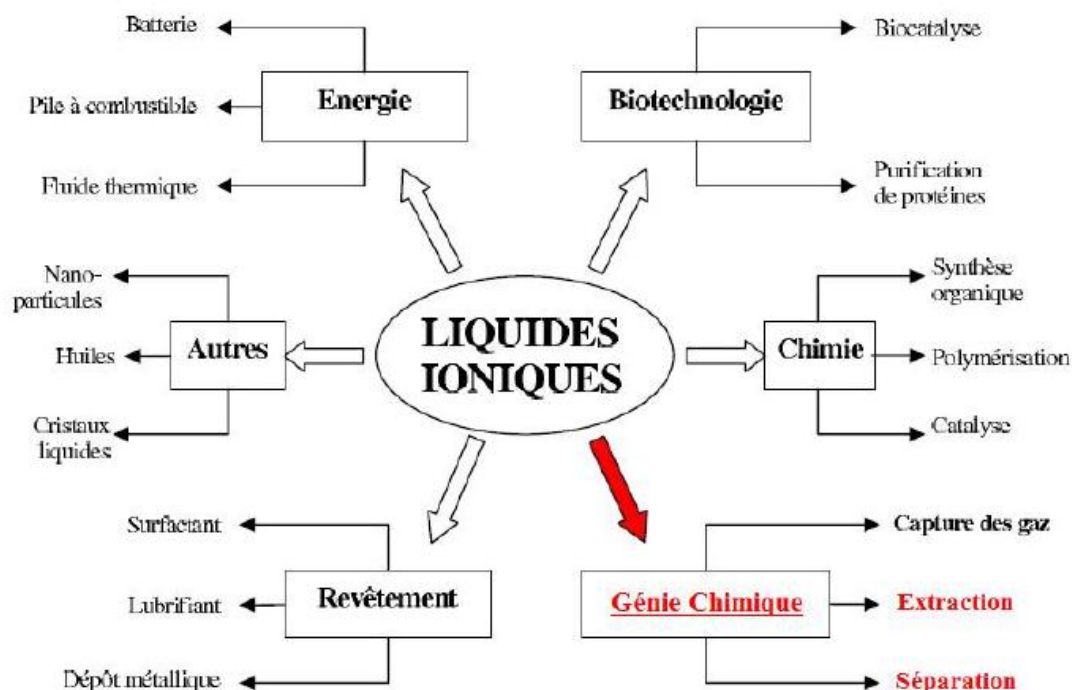 Batterie
Energie
Pile à combustible
Fluide thermique
Biocatalyse
Biotechnologie
Purification
de protéines
Nano-
particules
Autres
Huiles
Cristaux
liquides
LIQUIDES
IONIQUES
Synthèse
organique
Chimie
Polymérisation
Catalyse
Surfactant
Revêtement
Lubrifiant
Dépôt métallique
Capture des gaz
Génie Chimique
Extraction
Séparation